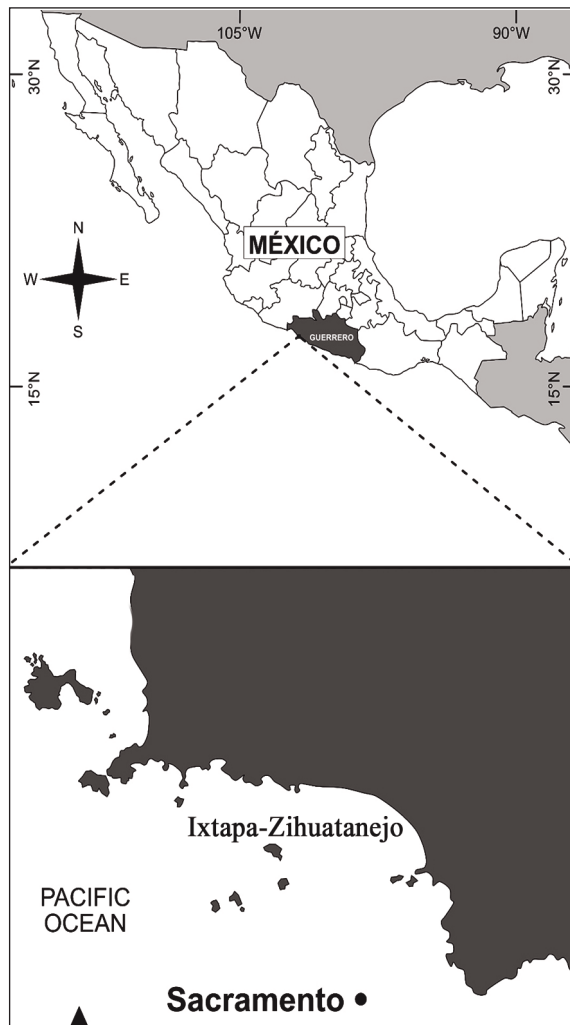 105°W 90°W
30°N 30°N
N
MÉXICO
W E
S
GUERRERO
15°N 15°N
Ixtapa-Zihuatanejo
PACIFIC
OCEAN
Sacramento